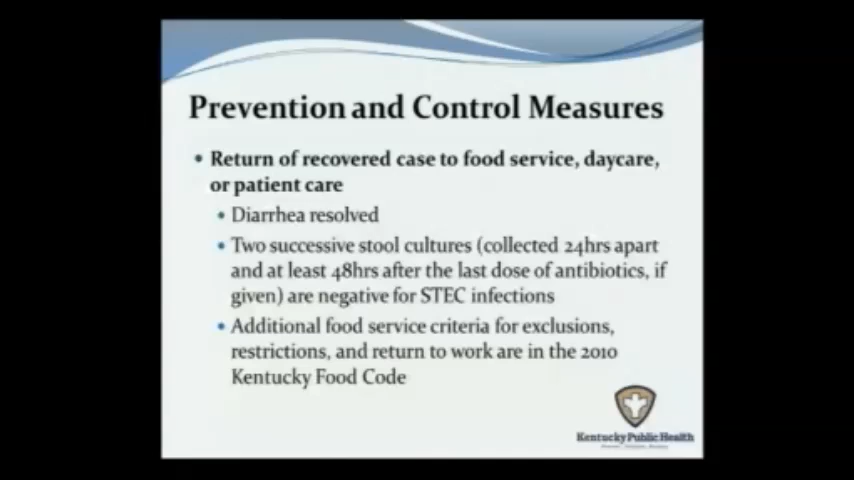 Prevention and Control Measures
• Return of recovered case to food service, daycare,
or patient care
• Diarrhea resolved
• Two successive stool cultures (collected 24hrs apart
and at least 48hrs after the last dose of antibiotics, if
given) are negative for STEC infections
• Additional food service criteria for exclusions,
restrictions, and return to work are in the 2010
Kentucky Food Code
Kentucky Public Health